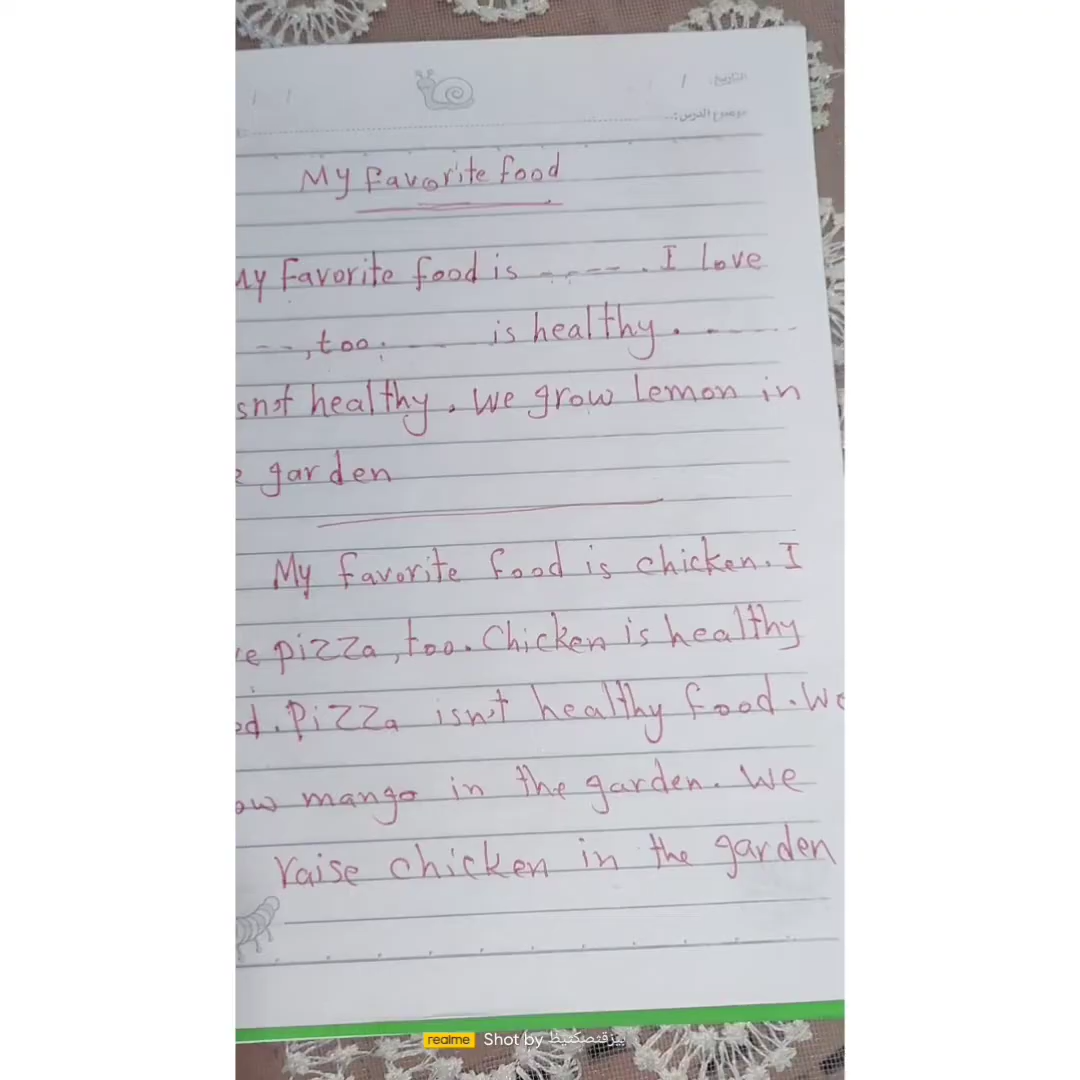 التاريخ: / /
موضوع الدرس:
My favorite food
My favorite food is ------. I love
---, too. ---- is healthy. ------
isn't healthy. We grow lemon in
garden
My favorite food is chicken. I
pizza, too. Chicken is healthy
Pizza isn't healthy food. We
mango in the garden. We
raise chicken in the garden
realme Shot by